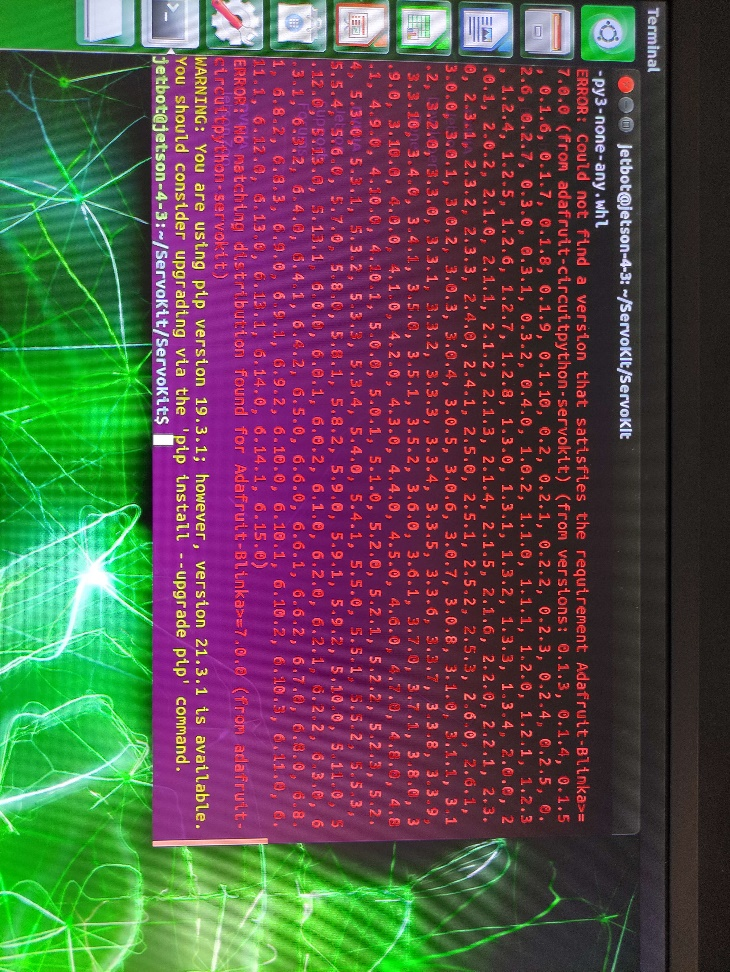 Terminal
jetbot@jetson-4-3: ~/ServoKit/ServoKit
-py3-none-any.whl
ERROR: Could not find a version that satisfies the requirement Adafruit-Blinka>=
7.0.0 (from adafruit-circuitpython-servokit) (from versions: 0.1.3, 0.1.4, 0.1.5
, 0.1.6, 0.1.7, 0.1.8, 0.1.9, 0.1.10, 0.2, 0.2.1, 0.2.2, 0.2.3, 0.2.4, 0.2.5, 0.
2.6, 0.2.7, 0.3.0, 0.3.1, 0.3.2, 0.4.0, 1.0.2, 1.1.0, 1.1.1, 1.2.0, 1.2.1, 1.2.3
, 1.2.4, 1.2.5, 1.2.6, 1.2.7, 1.2.8, 1.3.0, 1.3.1, 1.3.2, 1.3.3, 1.3.4, 2.0.0, 2
.0.1, 2.0.2, 2.1.0, 2.1.1, 2.1.2, 2.1.3, 2.1.4, 2.1.5, 2.1.6, 2.2.0, 2.2.1, 2.3.
0, 2.3.1, 2.3.2, 2.3.3, 2.4.0, 2.4.1, 2.5.0, 2.5.1, 2.5.2, 2.5.3, 2.6.0, 2.6.1,
3.0.0, 3.0.1, 3.0.2, 3.0.3, 3.0.4, 3.0.5, 3.0.6, 3.0.7, 3.0.8, 3.1.0, 3.1.1, 3.1
.2, 3.2.0, 3.3.0, 3.3.1, 3.3.2, 3.3.3, 3.3.4, 3.3.5, 3.3.6, 3.3.7, 3.3.8, 3.3.9,
3.3.10, 3.4.0, 3.4.1, 3.5.0, 3.5.1, 3.5.2, 3.6.0, 3.6.1, 3.7.0, 3.7.1, 3.8.0, 3
.9.0, 3.10.0, 4.0.0, 4.1.0, 4.2.0, 4.3.0, 4.4.0, 4.5.0, 4.6.0, 4.7.0, 4.8.0, 4.8
.1, 4.9.0, 4.10.0, 4.10.1, 5.0.0, 5.0.1, 5.1.0, 5.2.0, 5.2.1, 5.2.2, 5.2.3, 5.2.
4, 5.3.0, 5.3.1, 5.3.2, 5.3.3, 5.3.4, 5.4.0, 5.4.1, 5.5.0, 5.5.1, 5.5.2, 5.5.3,
5.5.4, 5.6.0, 5.7.0, 5.8.0, 5.8.1, 5.8.2, 5.9.0, 5.9.1, 5.9.2, 5.10.0, 5.11.0, 5
.12.0, 5.13.0, 5.13.1, 6.0.0, 6.0.1, 6.0.2, 6.1.0, 6.2.0, 6.2.1, 6.2.2, 6.3.0, 6
.3.1, 6.3.2, 6.4.0, 6.4.1, 6.4.2, 6.5.0, 6.6.0, 6.6.1, 6.6.2, 6.7.0, 6.8.0, 6.8.
1, 6.8.2, 6.8.3, 6.9.0, 6.9.1, 6.9.2, 6.10.0, 6.10.1, 6.10.2, 6.10.3, 6.11.0, 6.
11.1, 6.12.0, 6.13.0, 6.13.1, 6.14.0, 6.14.1, 6.15.0)
ERROR: No matching distribution found for Adafruit-Blinka>=7.0.0 (from adafruit-
circuitpython-servokit)
WARNING: You are using pip version 19.3.1; however, version 21.3.1 is available.
You should consider upgrading via the 'pip install --upgrade pip' command.
jetbot@jetson-4-3:~/ServoKit/ServoKit$